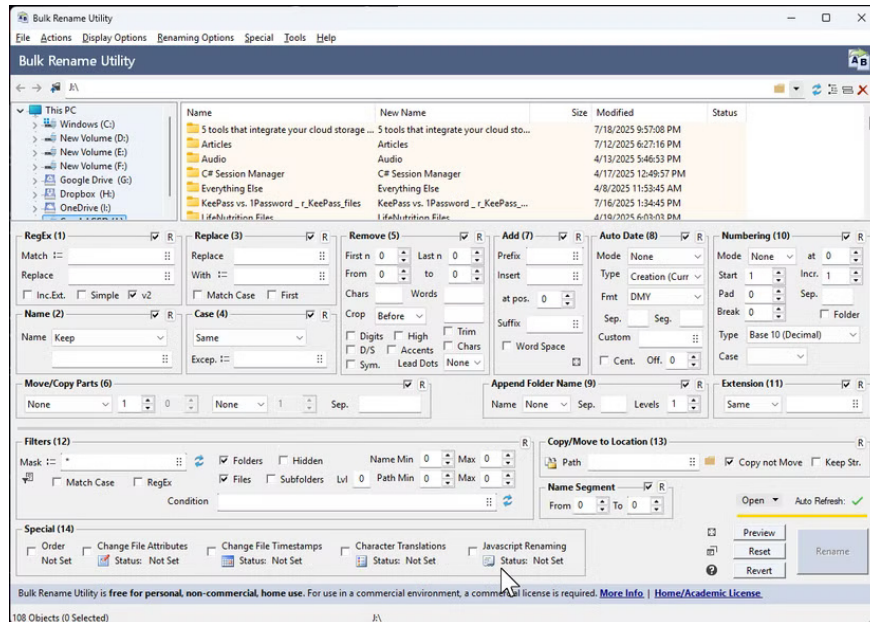 Bulk Rename Utility
File Actions Display Options Renaming Options Special Tools Help
Bulk Rename Utility
J:\
This PC
Windows (C:)
New Volume (D:)
New Volume (E:)
New Volume (F:)
Google Drive (G:)
Dropbox (H:)
OneDrive (I:)
Name New Name Size Modified Status
5 tools that integrate your cloud storage ... 5 tools that integrate your cloud sto... 7/18/2025 9:57:08 PM
Articles Articles 7/12/2025 6:27:16 PM
Audio Audio 4/13/2025 5:46:53 PM
C# Session Manager C# Session Manager 4/17/2025 12:49:57 PM
Everything Else Everything Else 4/8/2025 11:53:45 AM
KeePass vs. 1Password _ r_KeePass_files KeePass vs. 1Password _ r_KeePass_... 7/16/2025 1:34:45 PM
LifeNutrition Files LifeNutrition Files 4/19/2025 6:03:03 PM
RegEx (1) R
Match
Replace
Inc.Ext. Simple v2
Replace (3) R
Replace
With
Match Case First
Remove (5) R
First n 0 Last n 0
From 0 to 0
Chars Words
Crop Before
Digits High Trim
D/S Accents Chars
Sym. Lead Dots None
Add (7) R
Prefix
Insert
at pos. 0
Suffix
Word Space
Auto Date (8) R
Mode None
Type Creation (Curr
Fmt DMY
Sep. Seg.
Custom
Cent. Off. 0
Numbering (10) R
Mode None at 0
Start 1 Incr. 1
Pad 0 Sep.
Break 0 Folder
Type Base 10 (Decimal)
Case
Name (2) R
Name Keep
Case (4) R
Same
Excep.
Move/Copy Parts (6) R
None 1 0 None 1 Sep.
Append Folder Name (9) R
Name None Sep. Levels 1
Extension (11) R
Same
Filters (12) R
Mask * Folders Hidden Name Min 0 Max 0
Match Case RegEx Files Subfolders Lvl 0 Path Min 0 Max 0
Condition
Copy/Move to Location (13) R
Path Copy not Move Keep Str.
Name Segment R
From 0 To 0
Open Auto Refresh:
Special (14)
Order Change File Attributes Change File Timestamps Character Translations Javascript Renaming
Not Set Status: Not Set Status: Not Set Status: Not Set Status: Not Set
Preview
Reset
Revert
Rename
Bulk Rename Utility is free for personal, non-commercial, home use. For use in a commercial environment, a commercial license is required. More Info | Home/Academic License
108 Objects (0 Selected) J:\